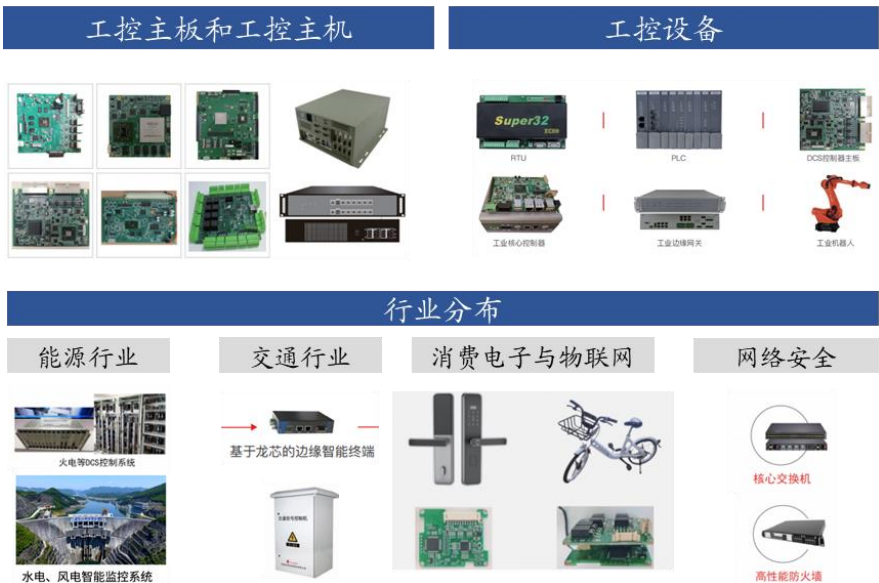 工控主板和工控主机
工控设备
Super32
RTU
PLC
DCS控制器主板
工业核心控制器
工业边缘网关
工业机器人
行业分布
能源行业
交通行业
消费电子与物联网
网络安全
火电等DCS控制系统
基于龙芯的边缘智能终端
核心交换机
水电、风电智能监控系统
高性能防火墙